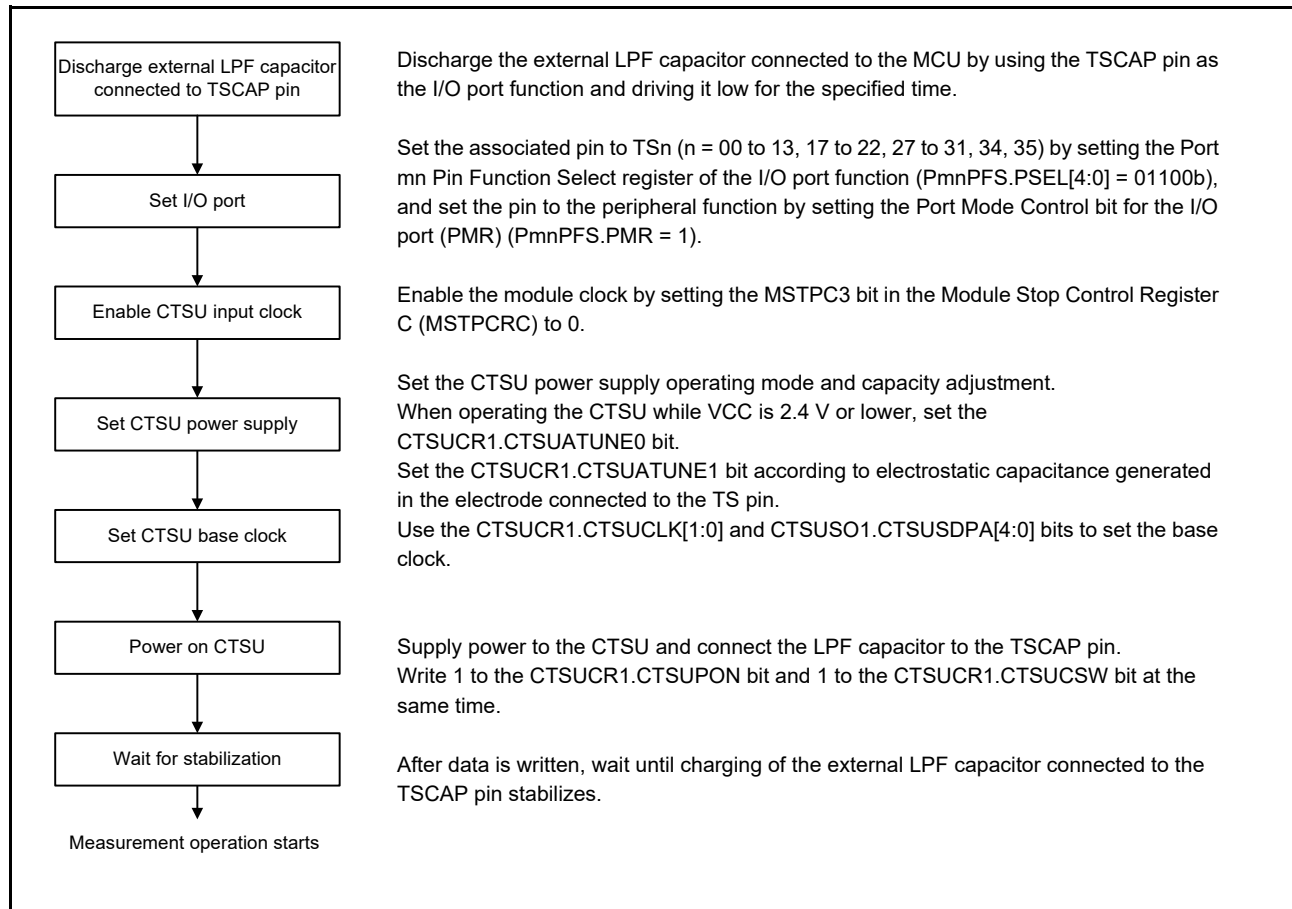 Discharge external LPF capacitor
connected to TSCAP pin
Discharge the external LPF capacitor connected to the MCU by using the TSCAP pin as
the I/O port function and driving it low for the specified time.
Set I/O port
Set the associated pin to TSn (n = 00 to 13, 17 to 22, 27 to 31, 34, 35) by setting the Port
mn Pin Function Select register of the I/O port function (PmnPFS.PSEL[4:0] = 01100b),
and set the pin to the peripheral function by setting the Port Mode Control bit for the I/O
port (PMR) (PmnPFS.PMR = 1).
Enable CTSU input clock
Enable the module clock by setting the MSTPC3 bit in the Module Stop Control Register
C (MSTPCRC) to 0.
Set CTSU power supply
Set the CTSU power supply operating mode and capacity adjustment.
When operating the CTSU while VCC is 2.4 V or lower, set the
CTSUCR1.CTSUATUNE0 bit.
Set the CTSUCR1.CTSUATUNE1 bit according to electrostatic capacitance generated
in the electrode connected to the TS pin.
Set CTSU base clock
Use the CTSUCR1.CTSUCLK[1:0] and CTSUSO1.CTSUSDPA[4:0] bits to set the base
clock.
Power on CTSU
Supply power to the CTSU and connect the LPF capacitor to the TSCAP pin.
Write 1 to the CTSUCR1.CTSUPON bit and 1 to the CTSUCR1.CTSUCSW bit at the
same time.
Wait for stabilization
After data is written, wait until charging of the external LPF capacitor connected to the
TSCAP pin stabilizes.
Measurement operation starts